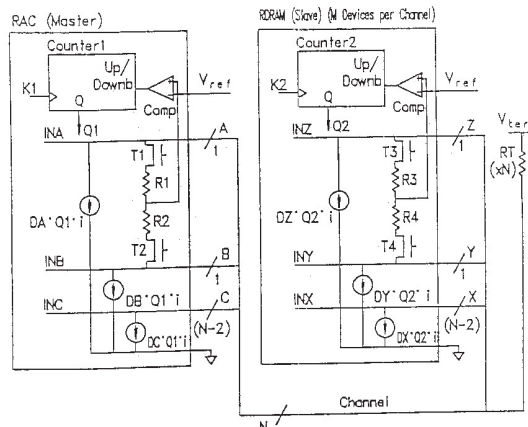 RAC (Master)
Counter1
Up/
Downb
K1
Q
Comp
Vref
INA
Q1
A
1
T1
R1
R2
T2
DA·Q1·i
INB
B
1
DB·Q1·i
INC
C
(N-2)
DC·Q1·i
RDRAM (Slave) (M Devices per Channel)
Counter2
Up/
Downb
K2
Q
Comp
Vref
INZ
Q2
Z
1
T3
R3
R4
T4
DZ·Q2·i
INY
Y
1
DY·Q2·i
INX
X
(N-2)
DX·Q2·i
Vter
RT
(xN)
Channel
N